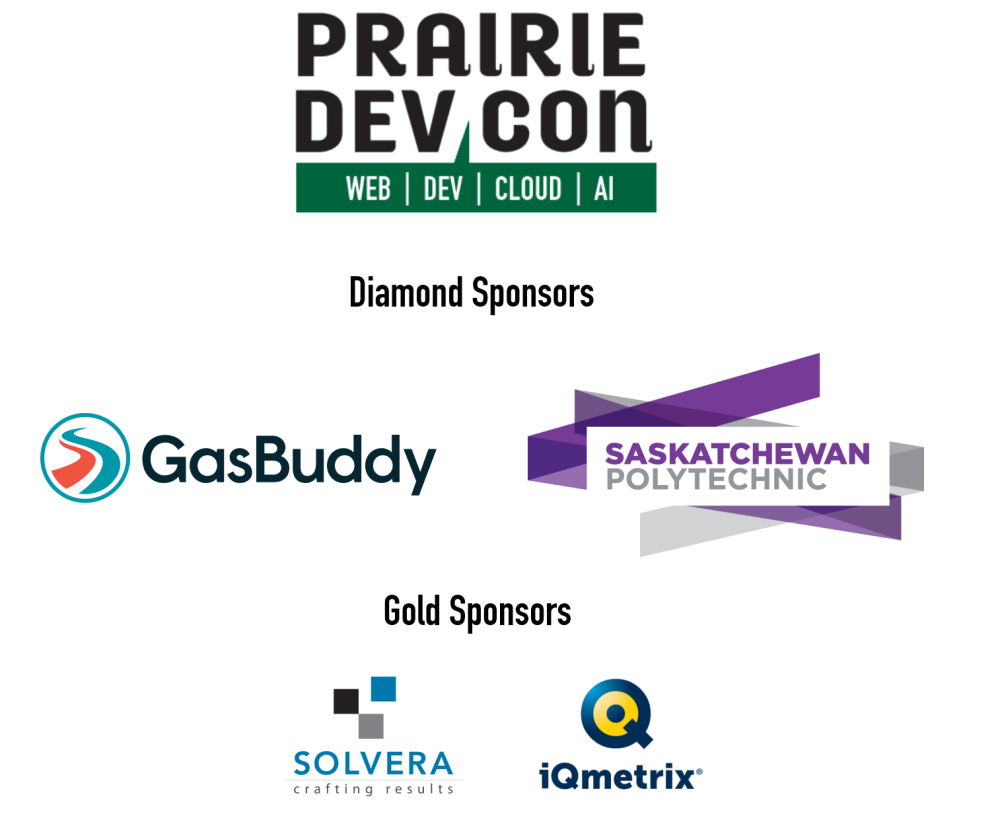 PRAIRIE
DEV CON
WEB | DEV | CLOUD | AI
Diamond Sponsors
GasBuddy
SASKATCHEWAN
POLYTECHNIC
Gold Sponsors
SOLVERA
crafting results
iQmetrix®